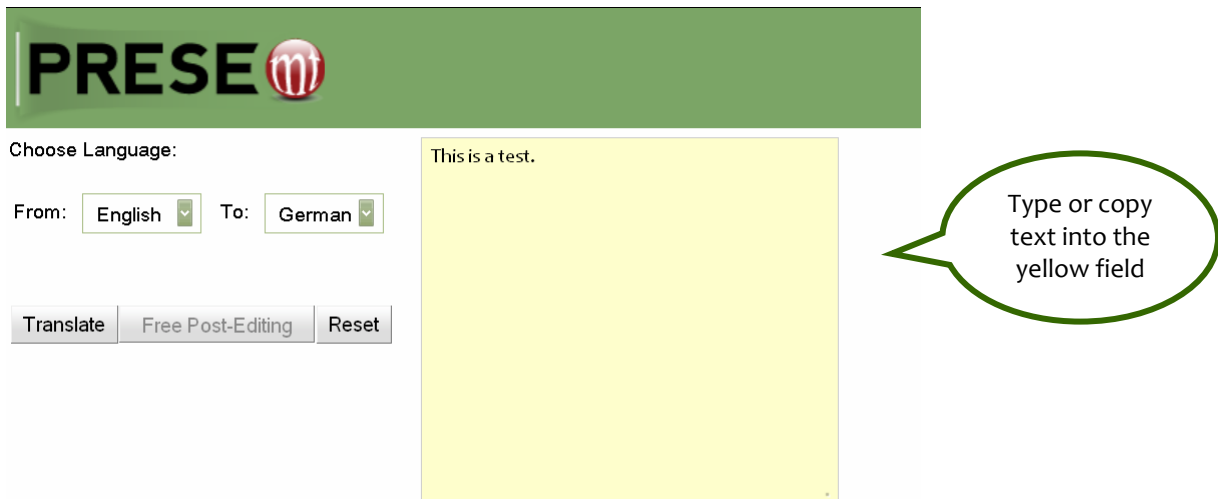 PRESEmt
Choose Language:
From: English To: German
Translate Free Post-Editing Reset
This is a test.
Type or copy
text into the
yellow field